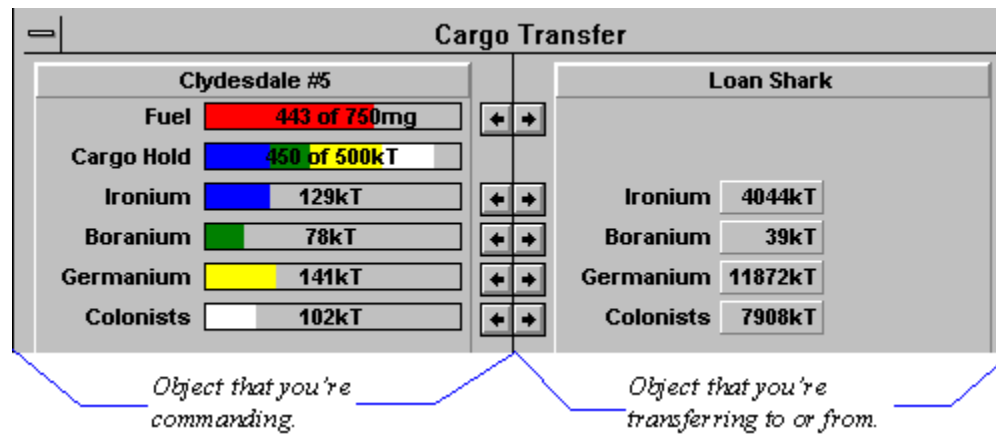 Cargo Transfer
Clydesdale #5
Fuel 443 of 750mg
Cargo Hold 450 of 500kT
Ironium 129kT
Boranium 78kT
Germanium 141kT
Colonists 102kT
Loan Shark
Ironium 4044kT
Boranium 39kT
Germanium 11872kT
Colonists 7908kT
Object that you're
commanding.
Object that you're
transferring to or from.